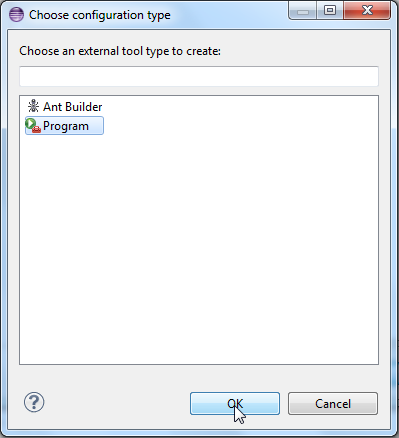 Choose configuration type
Choose an external tool type to create:
Ant Builder
Program
?
OK
Cancel